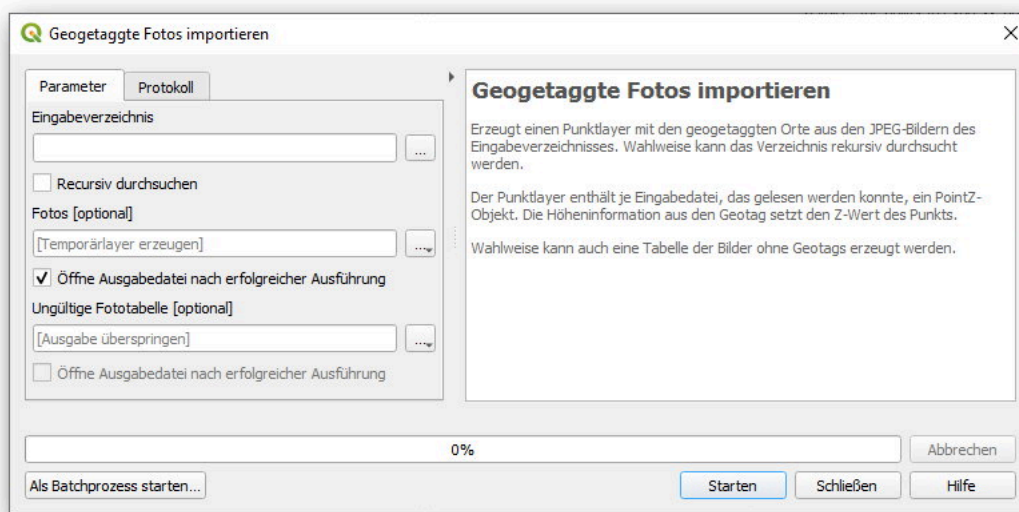 Geogetaggte Fotos importieren
Parameter
Protokoll
Eingabeverzeichnis
...
Recursiv durchsuchen
Fotos [optional]
[Temporärlayer erzeugen]
...
Öffne Ausgabedatei nach erfolgreicher Ausführung
Ungültige Fototabelle [optional]
[Ausgabe überspringen]
...
Öffne Ausgabedatei nach erfolgreicher Ausführung
Geogetaggte Fotos importieren
Erzeugt einen Punktlayer mit den geogetaggten Orte aus den JPEG-Bildern des
Eingabeverzeichnisses. Wahlweise kann das Verzeichnis rekursiv durchsucht
werden.
Der Punktlayer enthält je Eingabedatei, das gelesen werden konnte, ein PointZ-
Objekt. Die Höheninformation aus den Geotag setzt den Z-Wert des Punkts.
Wahlweise kann auch eine Tabelle der Bilder ohne Geotags erzeugt werden.
0%
Abbrechen
Als Batchprozess starten...
Starten
Schließen
Hilfe